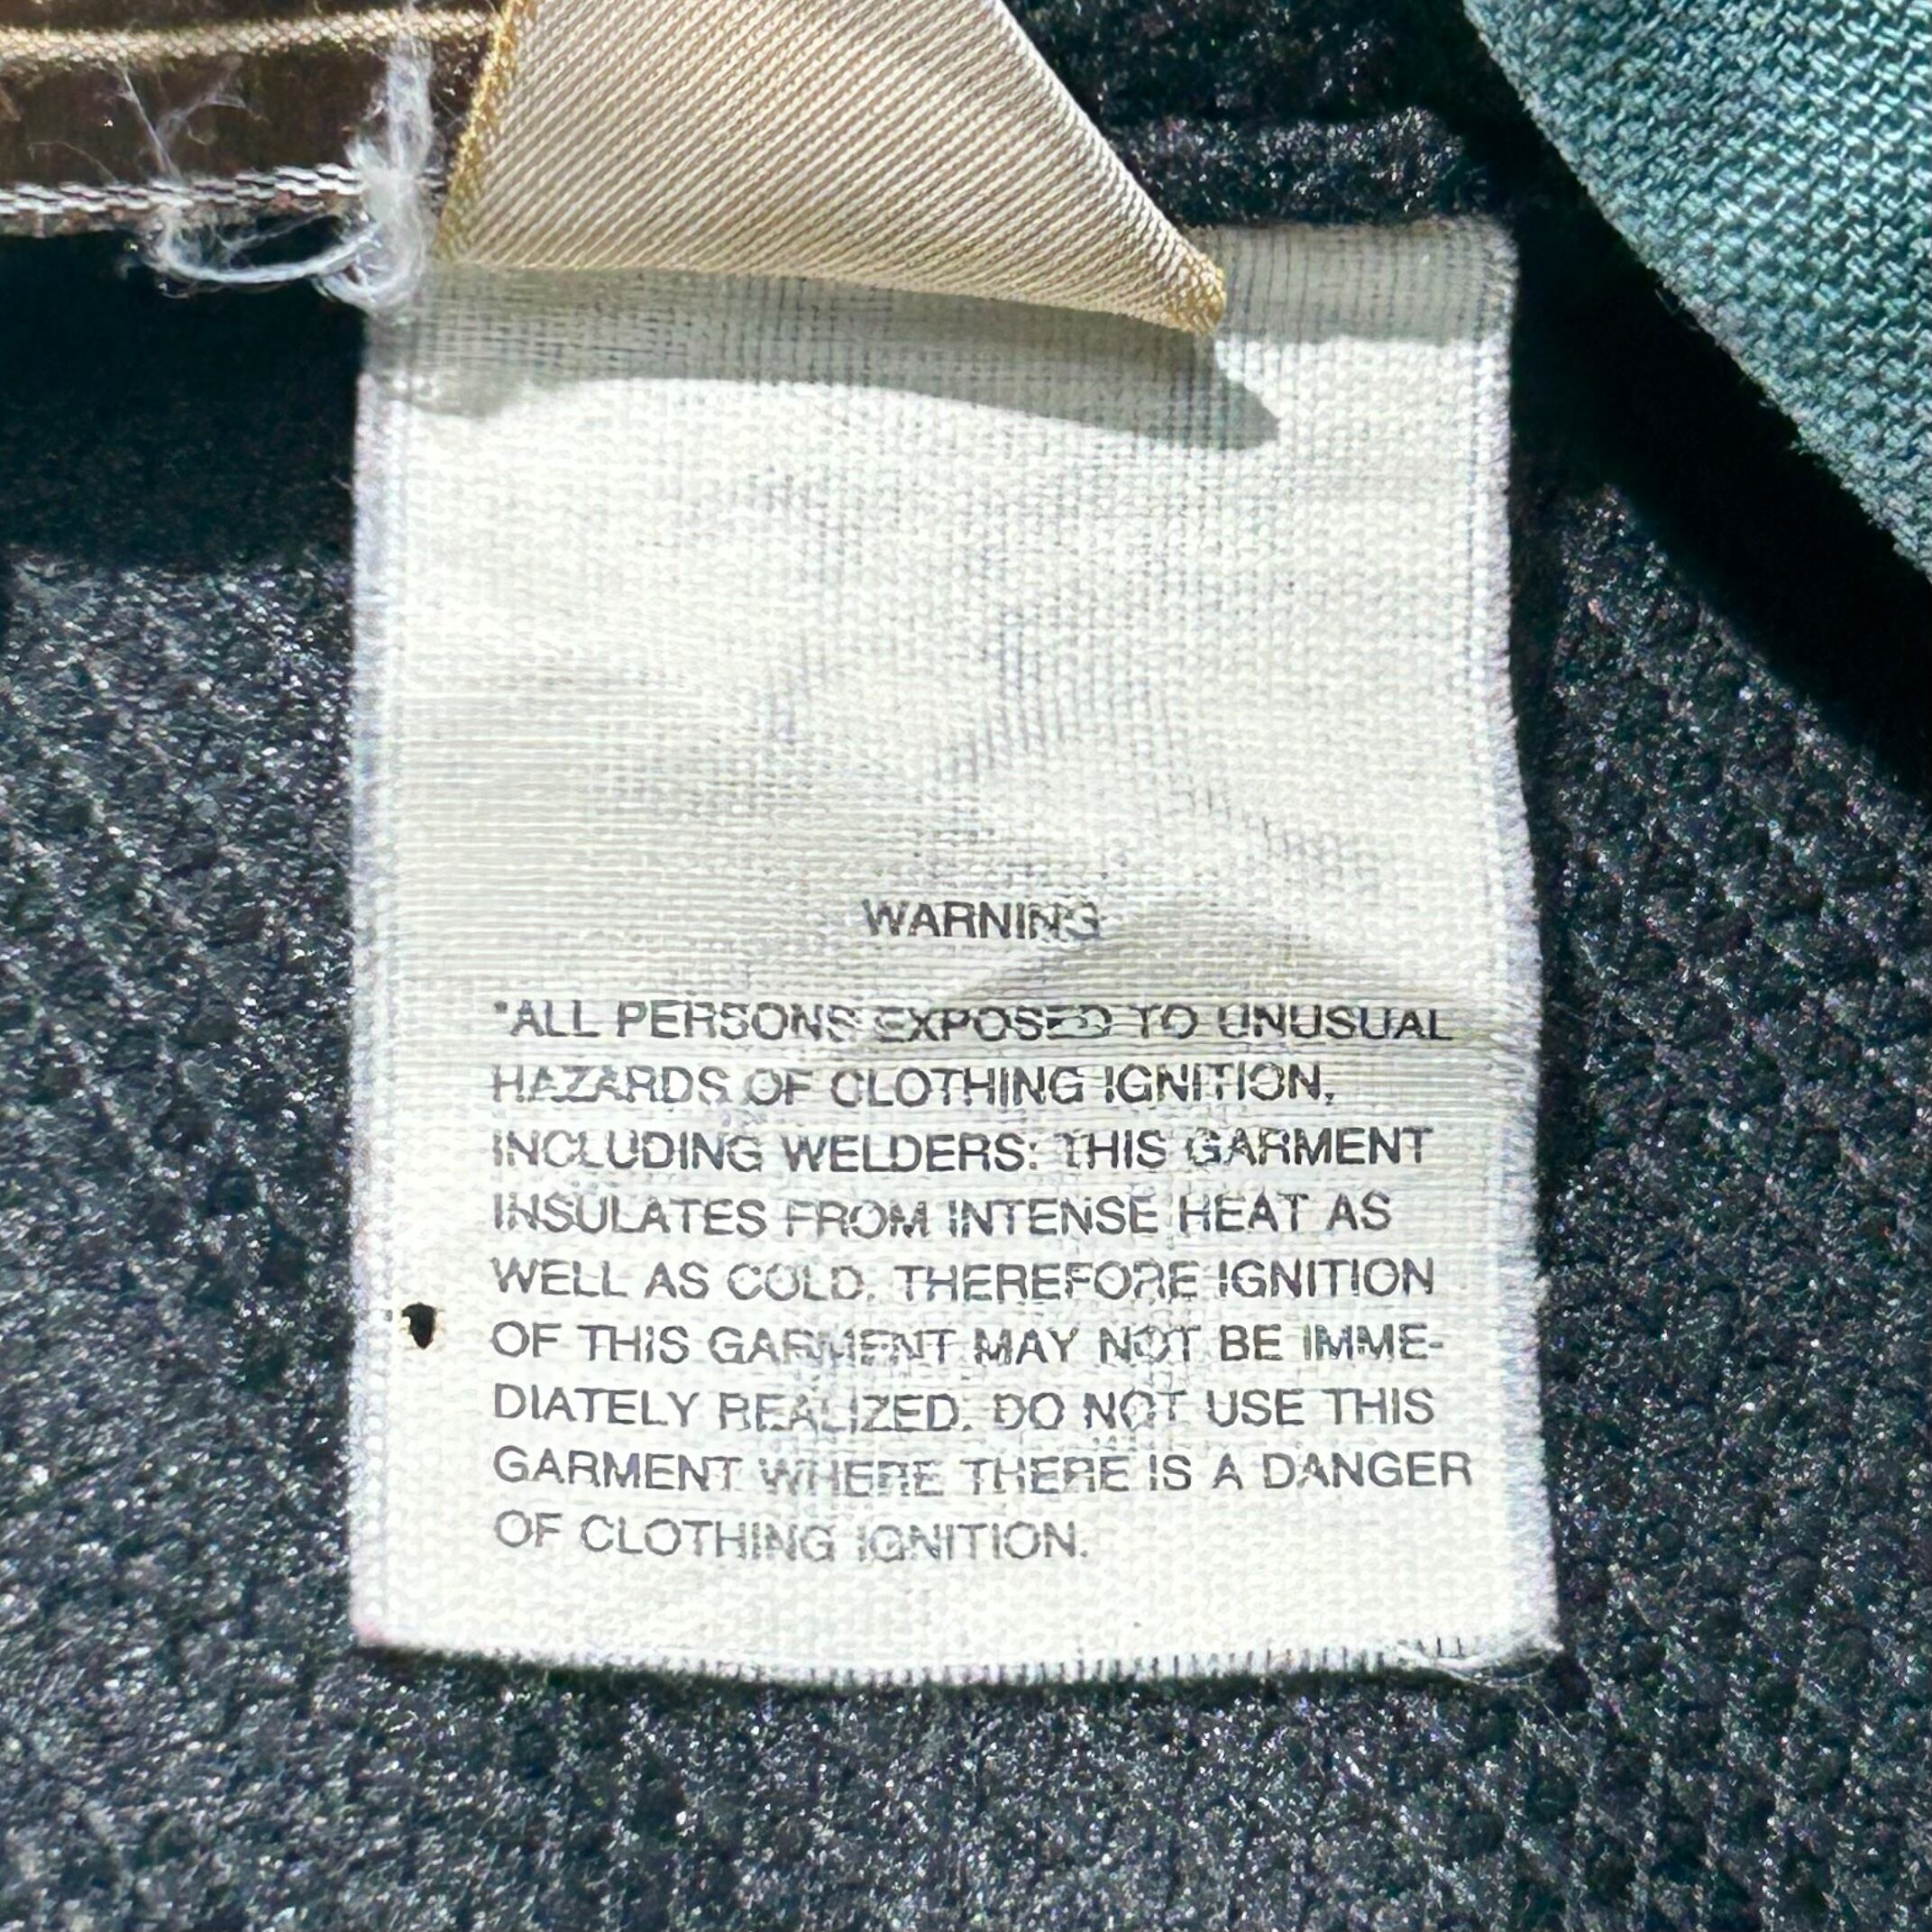 WARNING
"ALL PERSONS EXPOSED TO UNUSUAL
HAZARDS OF CLOTHING IGNITION,
INCLUDING WELDERS: THIS GARMENT
INSULATES FROM INTENSE HEAT AS
WELL AS COLD. THEREFORE IGNITION
OF THIS GARMENT MAY NOT BE IMME-
DIATELY REALIZED. DO NOT USE THIS
GARMENT WHERE THERE IS A DANGER
OF CLOTHING IGNITION.